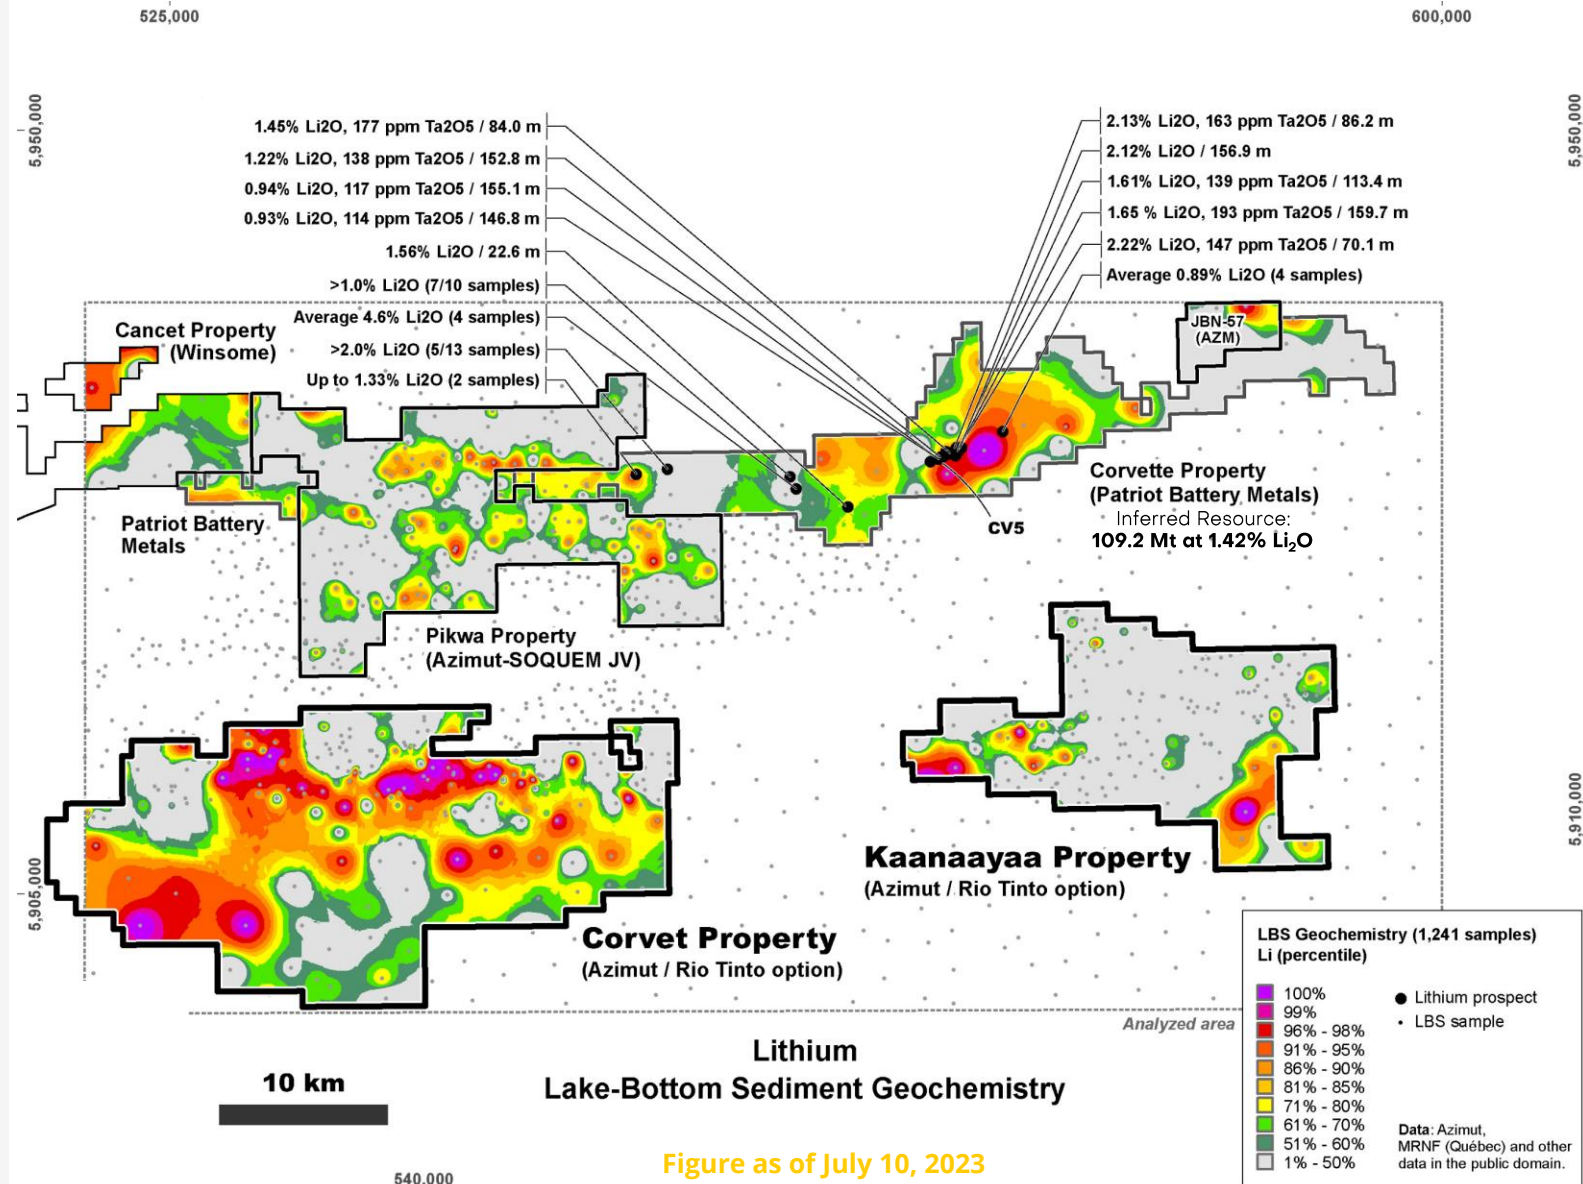 525,000
600,000
5,950,000
5,950,000
1.45% Li2O, 177 ppm Ta2O5 / 84.0 m
1.22% Li2O, 138 ppm Ta2O5 / 152.8 m
0.94% Li2O, 117 ppm Ta2O5 / 155.1 m
0.93% Li2O, 114 ppm Ta2O5 / 146.8 m
1.56% Li2O / 22.6 m
>1.0% Li2O (7/10 samples)
Average 4.6% Li2O (4 samples)
>2.0% Li2O (5/13 samples)
Up to 1.33% Li2O (2 samples)
2.13% Li2O, 163 ppm Ta2O5 / 86.2 m
2.12% Li2O / 156.9 m
1.61% Li2O, 139 ppm Ta2O5 / 113.4 m
1.65 % Li2O, 193 ppm Ta2O5 / 159.7 m
2.22% Li2O, 147 ppm Ta2O5 / 70.1 m
Average 0.89% Li2O (4 samples)
Cancet Property
(Winsome)
JBN-57
(AZM)
Patriot Battery
Metals
Corvette Property
(Patriot Battery Metals)
Inferred Resource:
109.2 Mt at 1.42% Li₂O
CV5
Pikwa Property
(Azimut-SOQUEM JV)
Kaanaayaa Property
(Azimut / Rio Tinto option)
Corvet Property
(Azimut / Rio Tinto option)
5,905,000
5,910,000
Analyzed area
Lithium
Lake-Bottom Sediment Geochemistry
10 km
Figure as of July 10, 2023
540,000
LBS Geochemistry (1,241 samples)
Li (percentile)
100%
99%
96% - 98%
91% - 95%
86% - 90%
81% - 85%
71% - 80%
61% - 70%
51% - 60%
1% - 50%
Lithium prospect
LBS sample
Data: Azimut,
MRNF (Québec) and other
data in the public domain.